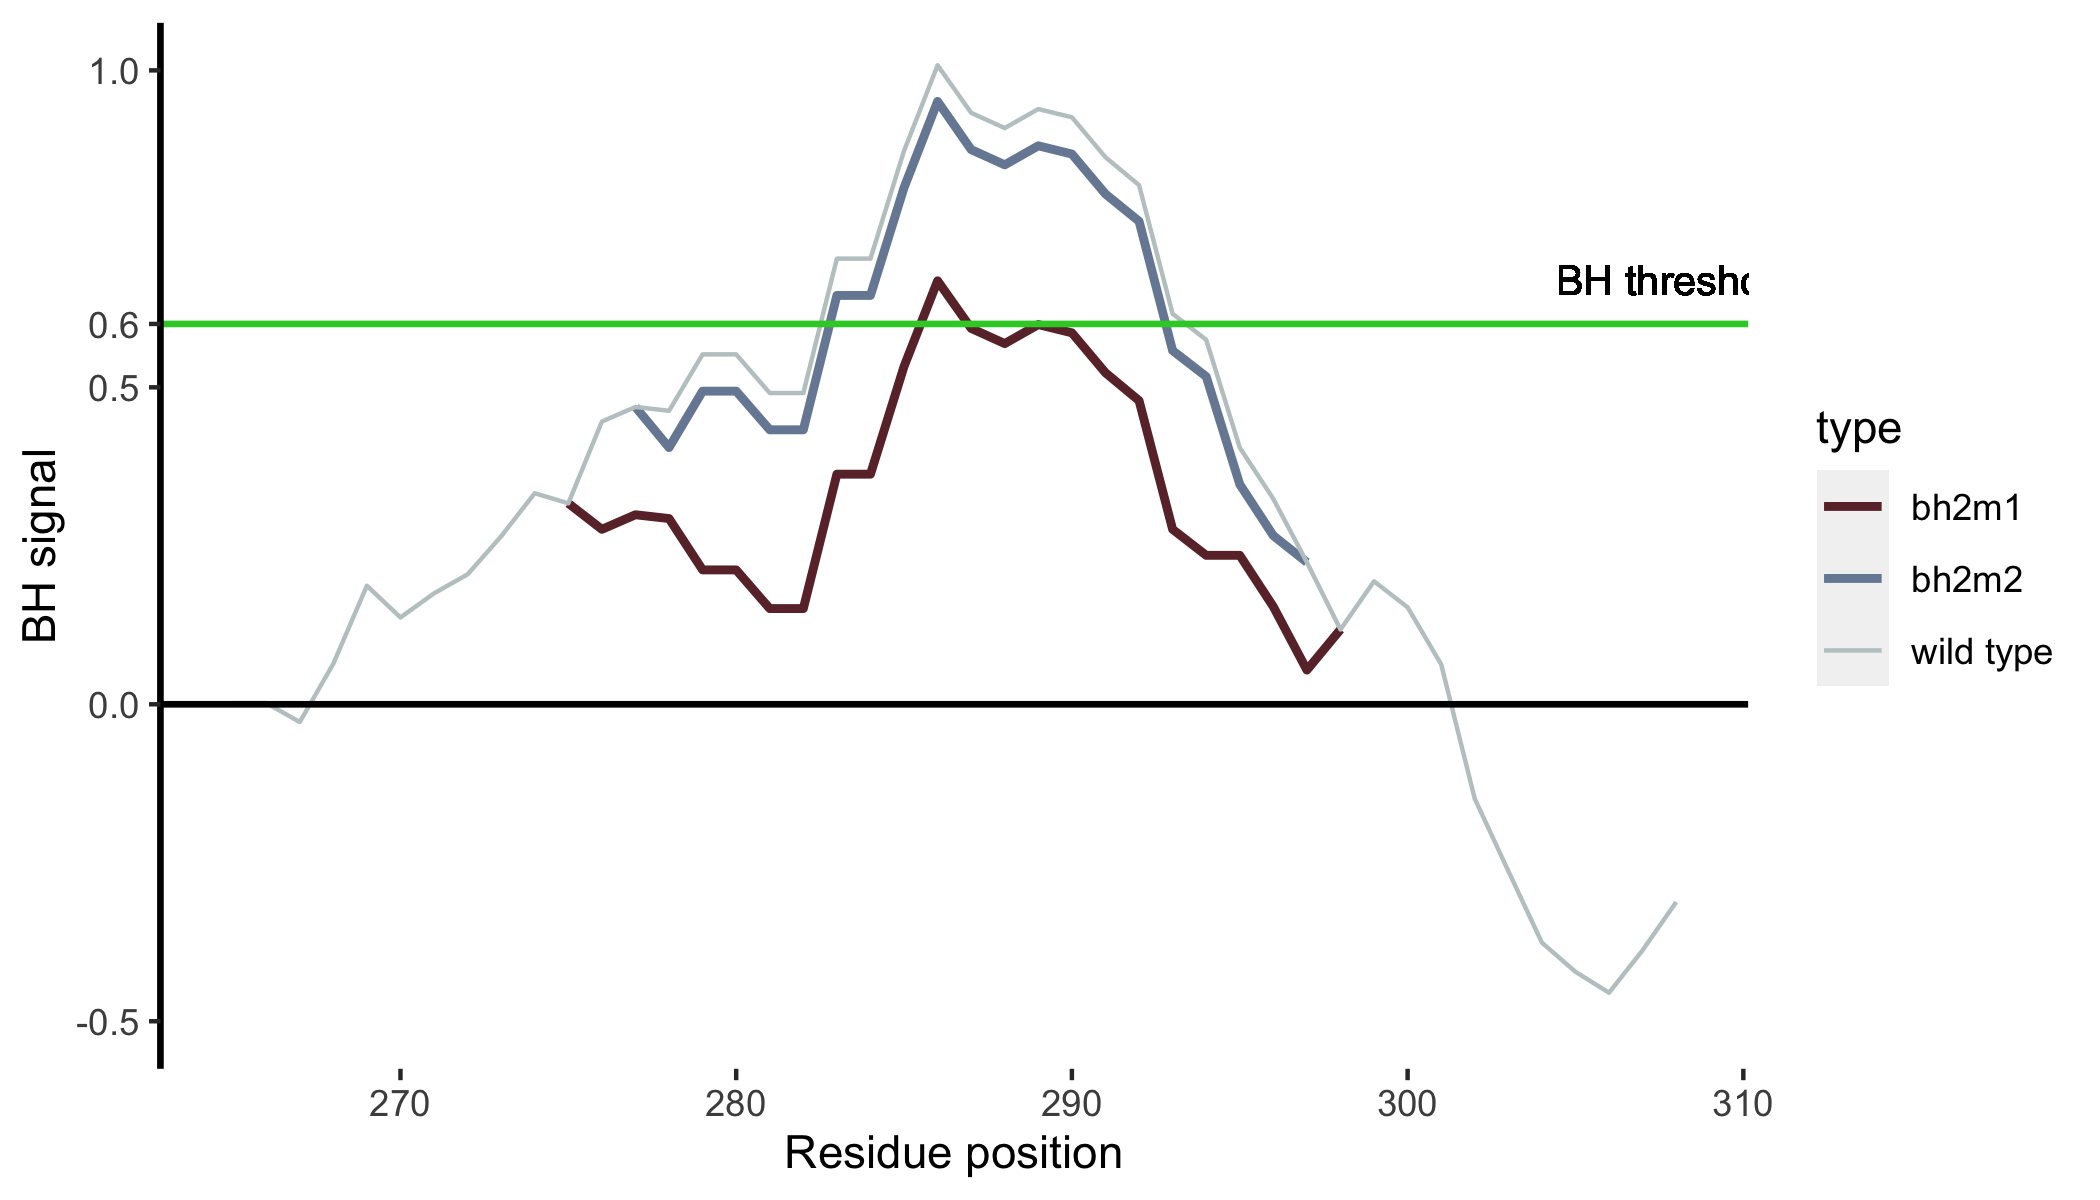 1.0
0.6
0.5
0.0
-0.5
BH signal
BH thresho
270 280 290 300 310
Residue position
type
bh2m1
bh2m2
wild type